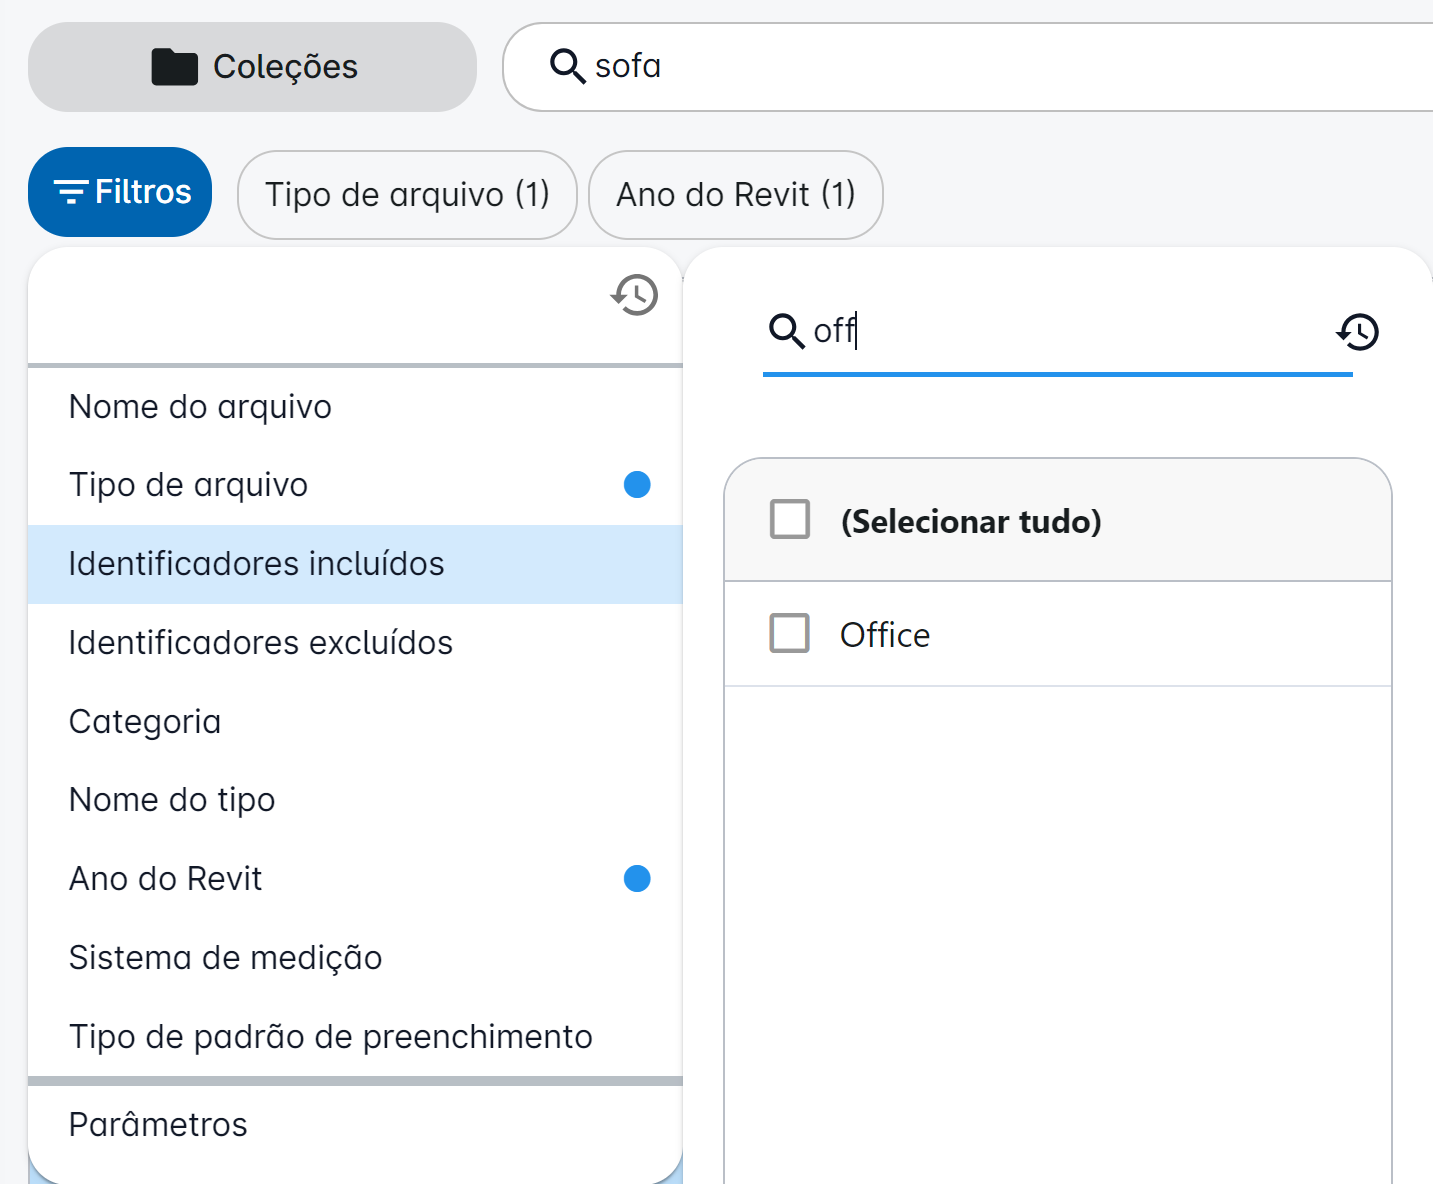 Coleções
sofa
Filtros
Tipo de arquivo (1)
Ano do Revit (1)
Nome do arquivo
Tipo de arquivo
Identificadores incluídos
Identificadores excluídos
Categoria
Nome do tipo
Ano do Revit
Sistema de medição
Tipo de padrão de preenchimento
Parâmetros
off
(Selecionar tudo)
Office